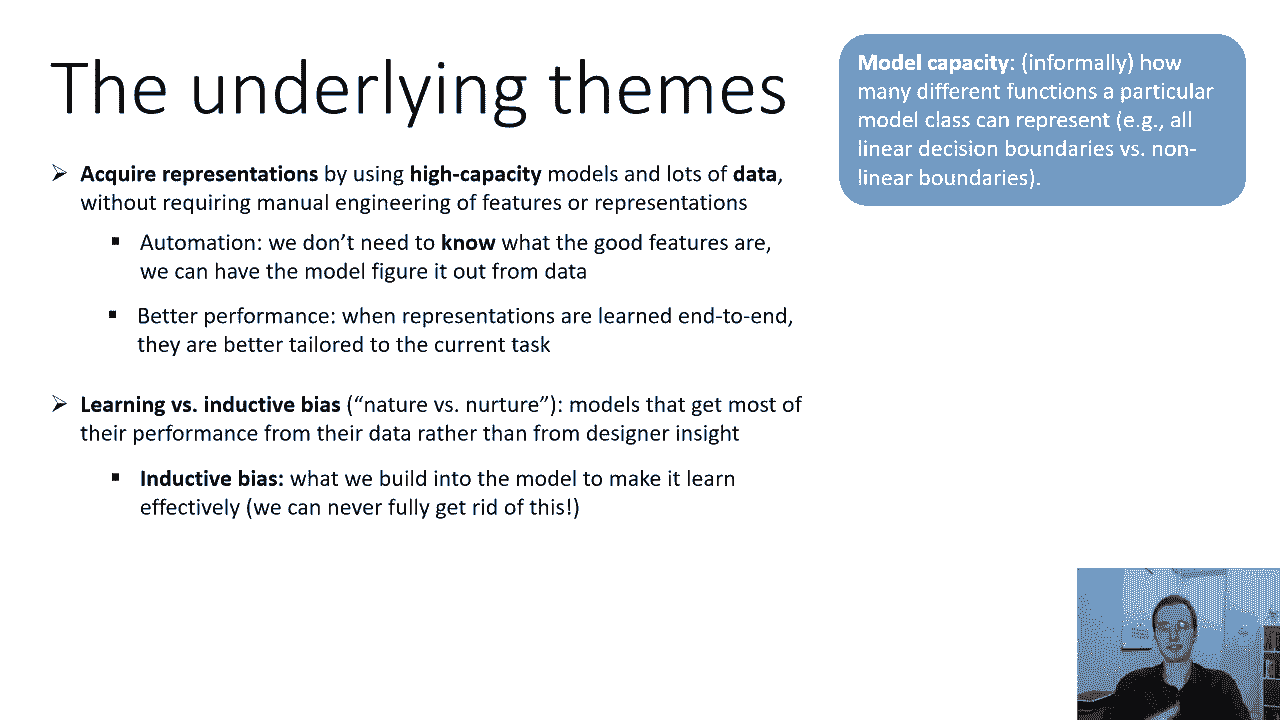 The underlying themes
➢ Acquire representations by using high-capacity models and lots of data,
without requiring manual engineering of features or representations
▪ Automation: we don’t need to know what the good features are,
we can have the model figure it out from data
▪ Better performance: when representations are learned end-to-end,
they are better tailored to the current task
➢ Learning vs. inductive bias (“nature vs. nurture”): models that get most of
their performance from their data rather than from designer insight
▪ Inductive bias: what we build into the model to make it learn
effectively (we can never fully get rid of this!)
Model capacity: (informally) how
many different functions a particular
model class can represent (e.g., all
linear decision boundaries vs. non-
linear boundaries).